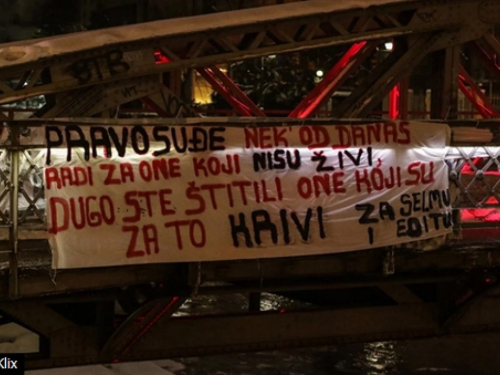 PRAVOSUĐE NEK' OD DANAS
RADI ZA ONE KOJI NISU ŽIVI,
DUGO STE ŠTITILI ONE KOJI SU
ZA TO KRIVI ZA SELMU
I EDITU
Klix